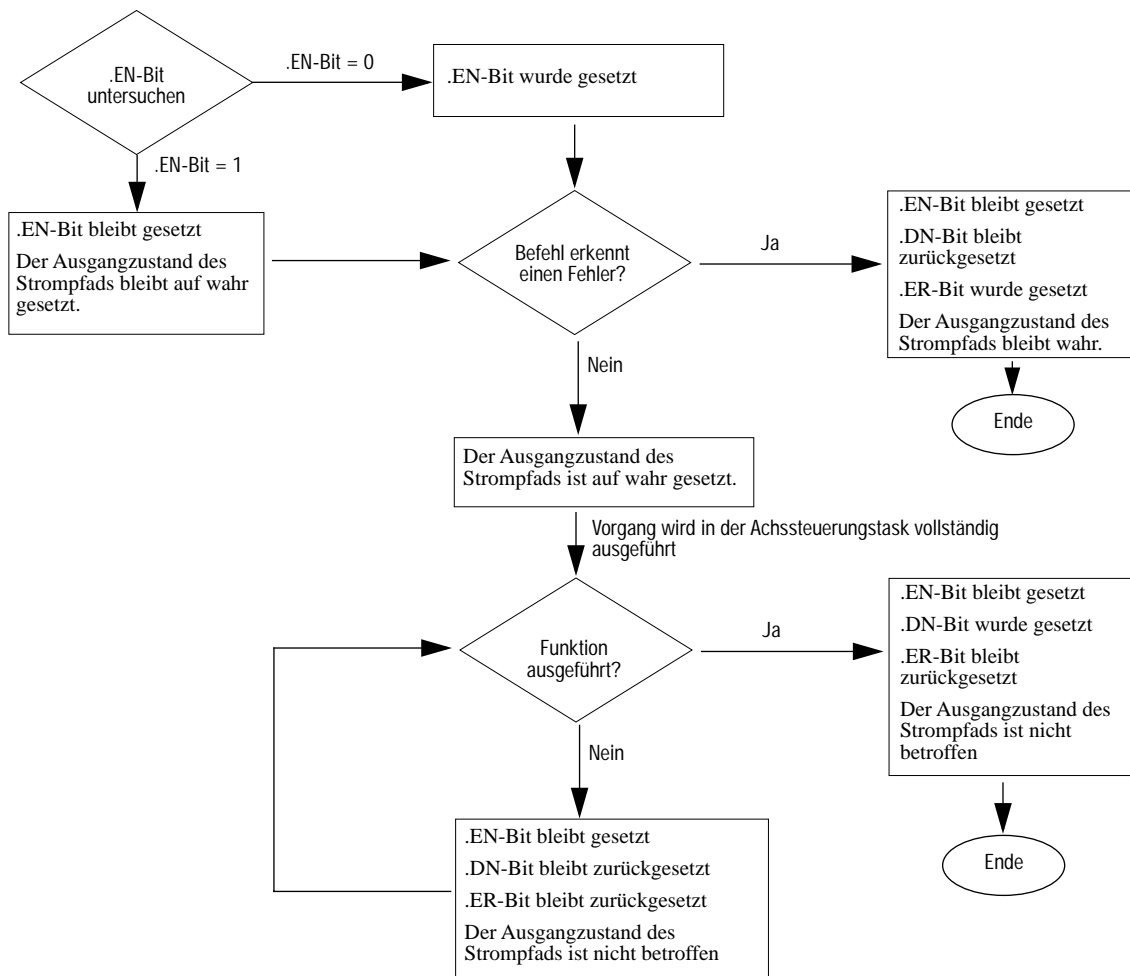 .EN-Bit
untersuchen
.EN-Bit = 0
.EN-Bit wurde gesetzt
.EN-Bit = 1
.EN-Bit bleibt gesetzt
Der Ausgangzustand des
Strompfads bleibt auf wahr
gesetzt.
Befehl erkennt
einen Fehler?
Ja
.EN-Bit bleibt gesetzt
.DN-Bit bleibt
zurückgesetzt
.ER-Bit wurde gesetzt
Der Ausgangzustand des
Strompfads bleibt wahr.
Ende
Nein
Der Ausgangzustand des
Strompfads ist auf wahr gesetzt.
Vorgang wird in der Achssteuerungstask vollständig
ausgeführt
Funktion
ausgeführt?
Ja
.EN-Bit bleibt gesetzt
.DN-Bit wurde gesetzt
.ER-Bit bleibt
zurückgesetzt
Der Ausgangzustand des
Strompfads ist nicht
betroffen
Ende
Nein
.EN-Bit bleibt gesetzt
.DN-Bit bleibt zurückgesetzt
.ER-Bit bleibt zurückgesetzt
Der Ausgangzustand des
Strompfads ist nicht betroffen